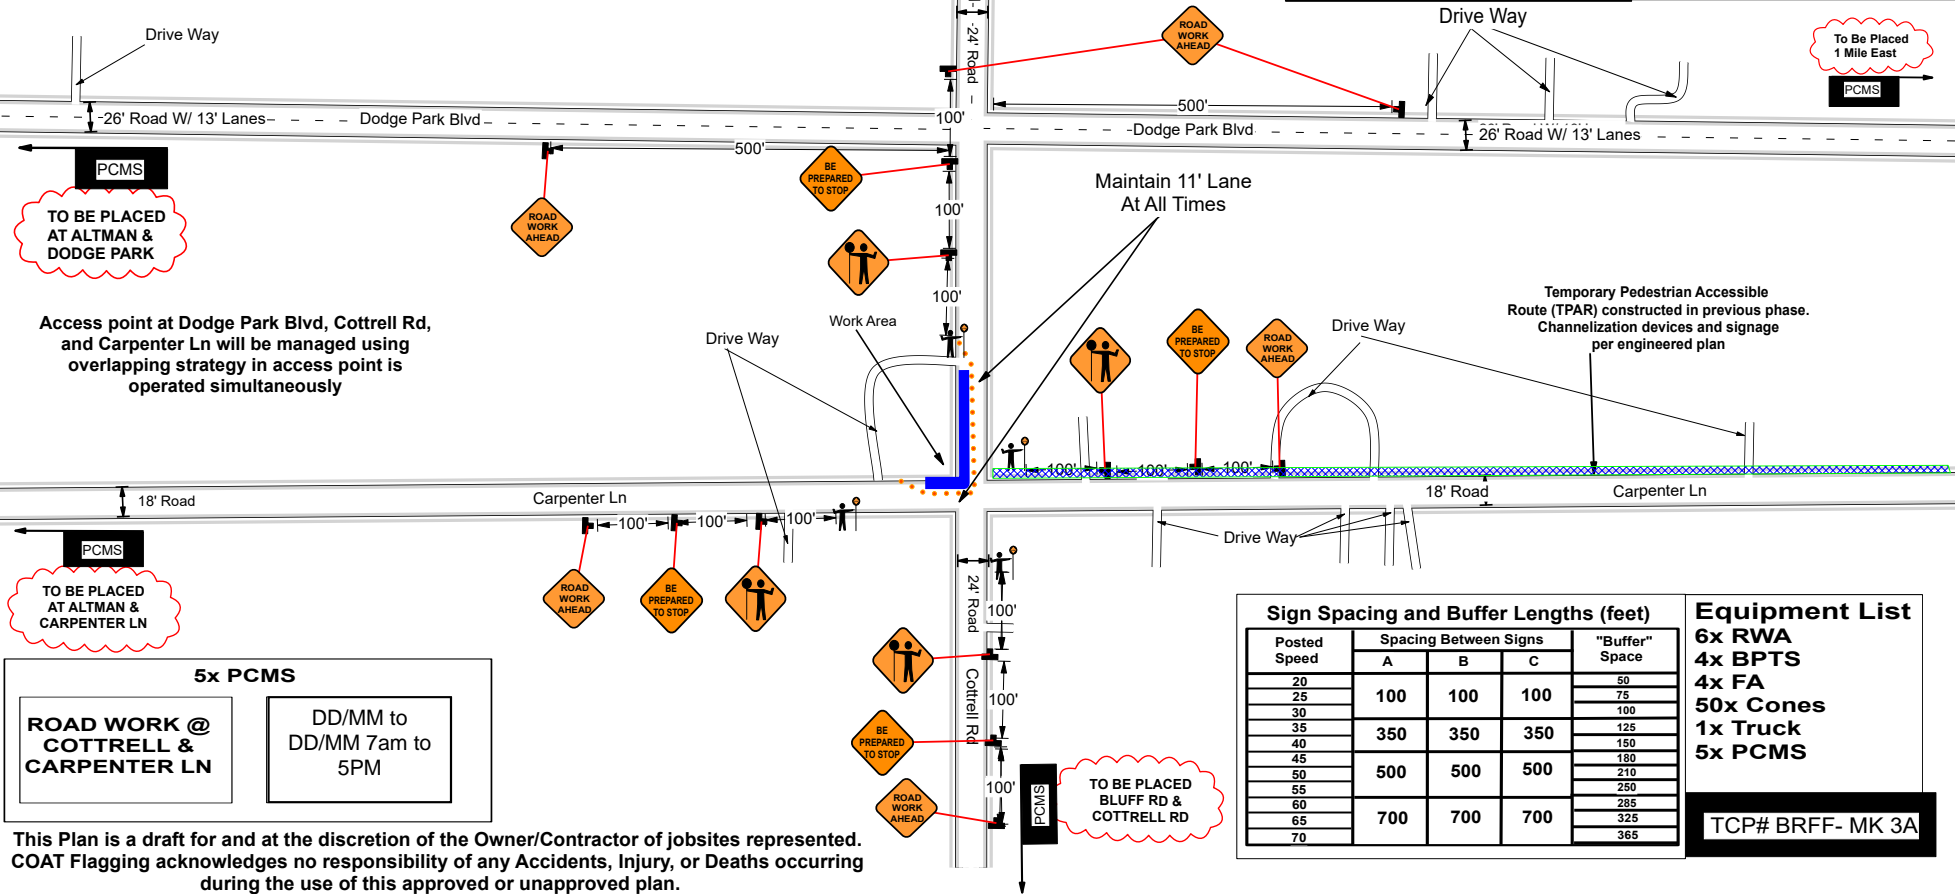 Drive Way
24' Road
ROAD
WORK
AHEAD
Drive Way
To Be Placed
1 Mile East
PCMS
26' Road W/ 13' Lanes
Dodge Park Blvd
100'
500'
Dodge Park Blvd
26' Road W/ 13' Lanes
500'
PCMS
TO BE PLACED
AT ALTMAN &
DODGE PARK
ROAD
WORK
AHEAD
BE
PREPARED
TO STOP
100'
Maintain 11' Lane
At All Times
100'
Access point at Dodge Park Blvd, Cottrell Rd,
and Carpenter Ln will be managed using
overlapping strategy in access point is
operated simultaneously
Drive Way
Work Area
BE
PREPARED
TO STOP
ROAD
WORK
AHEAD
Drive Way
Temporary Pedestrian Accessible
Route (TPAR) constructed in previous phase.
Channelization devices and signage
per engineered plan
100'
100'
100'
18' Road
Carpenter Ln
18' Road
Carpenter Ln
100'
100'
100'
Drive Way
PCMS
TO BE PLACED
AT ALTMAN &
CARPENTER LN
ROAD
WORK
AHEAD
BE
PREPARED
TO STOP
24' Road
100'
Cottrell Rd
100'
BE
PREPARED
TO STOP
100'
ROAD
WORK
AHEAD
PCMS
TO BE PLACED
BLUFF RD &
COTTRELL RD
5x PCMS
ROAD WORK @
COTTRELL &
CARPENTER LN
DD/MM to
DD/MM 7am to
5PM
This Plan is a draft for and at the discretion of the Owner/Contractor of jobsites represented.
COAT Flagging acknowledges no responsibility of any Accidents, Injury, or Deaths occurring
during the use of this approved or unapproved plan.
Sign Spacing and Buffer Lengths (feet)
Posted Speed Spacing Between Signs "Buffer" Space
A B C
20 50
25 100 100 100 75
30 100
35 125
350 350 350
40 150
45 180
50 500 500 500 210
55 250
60 285
65 700 700 700 325
70 365
Equipment List
6x RWA
4x BPTS
4x FA
50x Cones
1x Truck
5x PCMS
TCP# BRFF- MK 3A